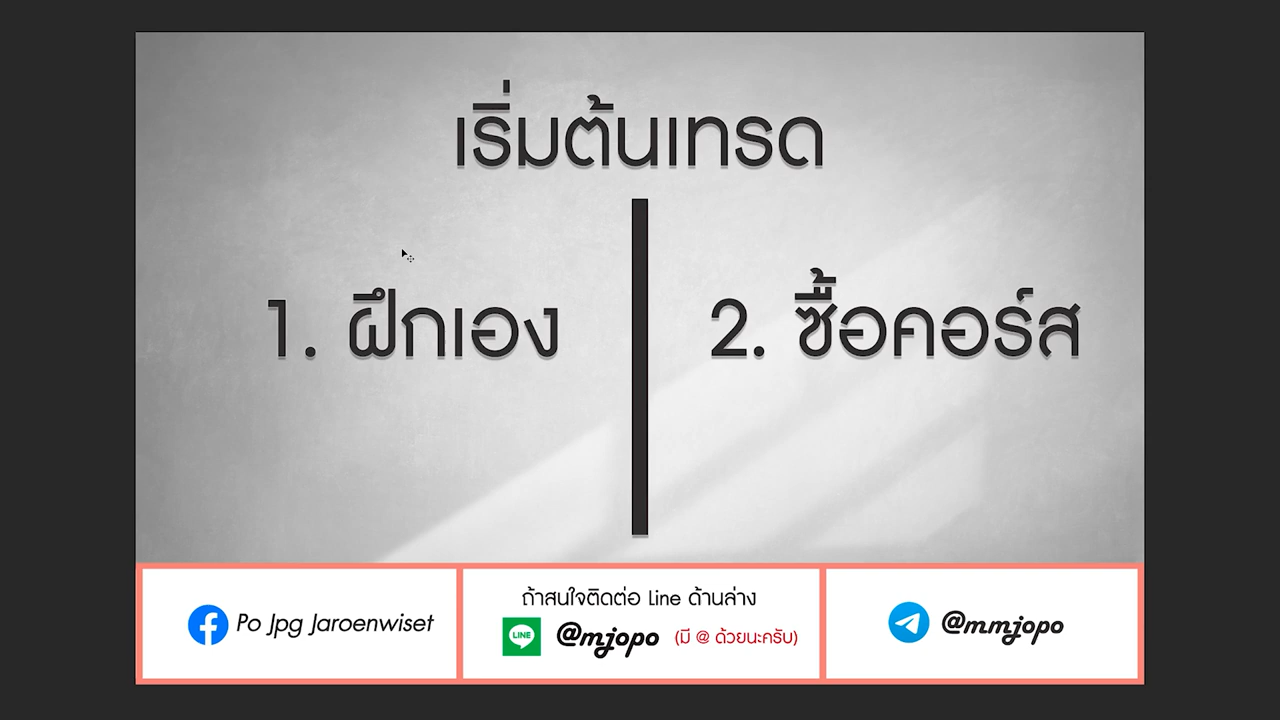 เริ่มต้นเทรด
1. ฝึกเอง
2. ซื้อคอร์ส
Po Jpg Jaroenwiset
ถ้าสนใจติดต่อ Line ด้านล่าง
LINE @mjopo (มี @ ด้วยนะครับ)
@mmjopo